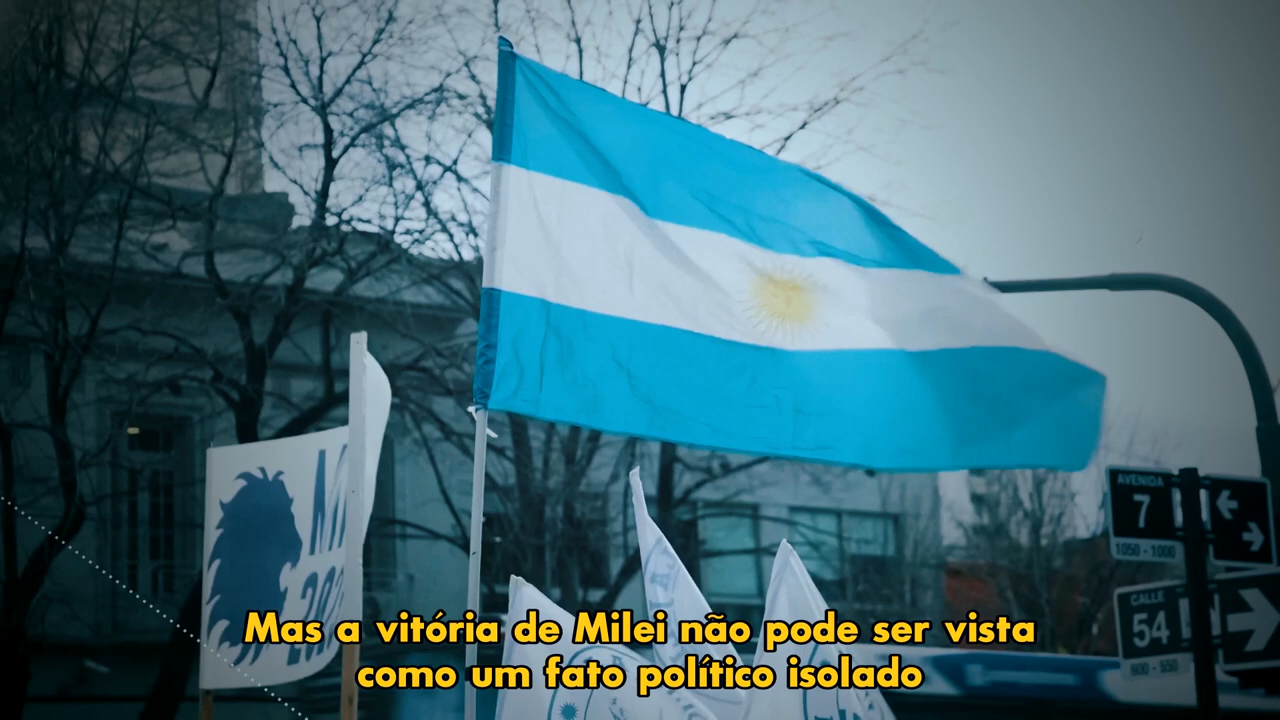 AVENIDA
7
1050 - 1000
CALLE
54
600 - 550
Mas a vitória de Milei não pode ser vista
como um fato político isolado